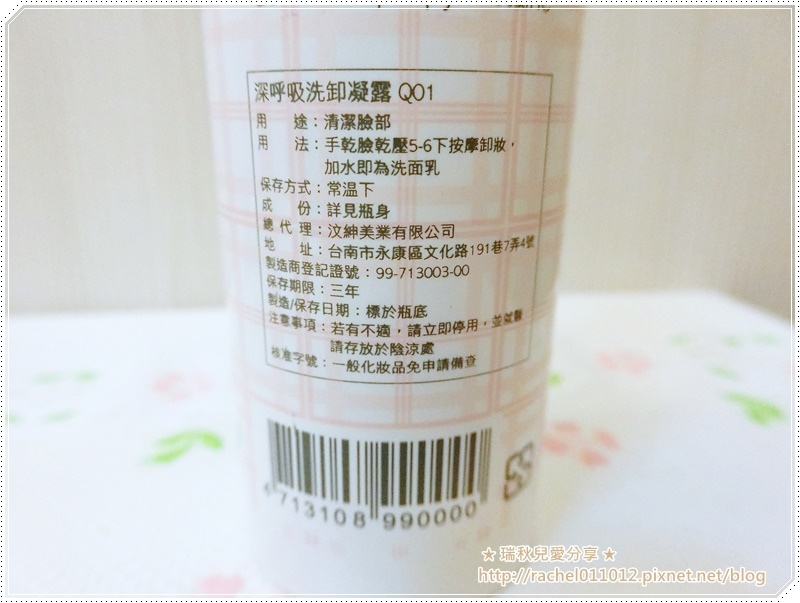 深呼吸洗卸凝露 Q01
用 途：清潔臉部
用 法：手乾臉乾壓5-6下按摩卸妝，
加水即為洗面乳
保存方式：常温下
成 份：詳見瓶身
總 代 理：汶紳美業有限公司
地 址：台南市永康區文化路191巷7弄4號
製造商登記證號：99-713003-00
保存期限：三年
製造/保存日期：標於瓶底
注意事項：若有不適，請立即停用，並就醫
請存放於陰涼處
核准字號：一般化妝品免申請備查
4 713108 990000
★ 瑞秋兒愛分享 ★
http://rachel011012.pixnet.net/blog